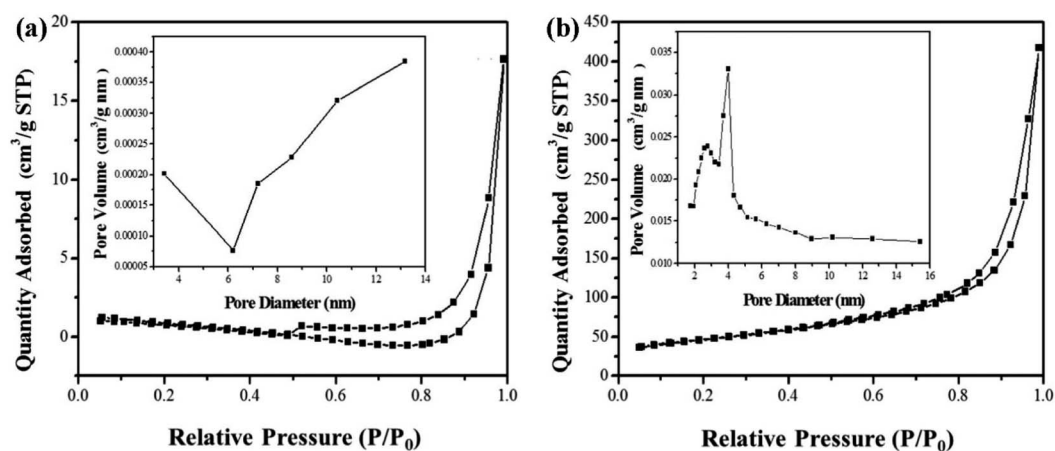 (a)
Quantity Adsorbed (cm³/g STP)
20
15
10
5
0
0.0 0.2 0.4 0.6 0.8 1.0
Relative Pressure (P/P₀)
Pore Volume (cm³/g nm)
0.00040
0.00035
0.00030
0.00025
0.00020
0.00015
0.00010
0.00005
4 6 8 10 12 14
Pore Diameter (nm)
(b)
Quantity Adsorbed (cm³/g STP)
450
400
350
300
250
200
150
100
50
0
0.0 0.2 0.4 0.6 0.8 1.0
Relative Pressure (P/P₀)
Pore Volume (cm³/g nm)
0.035
0.030
0.025
0.020
0.015
0.010
2 4 6 8 10 12 14 16
Pore Diameter (nm)